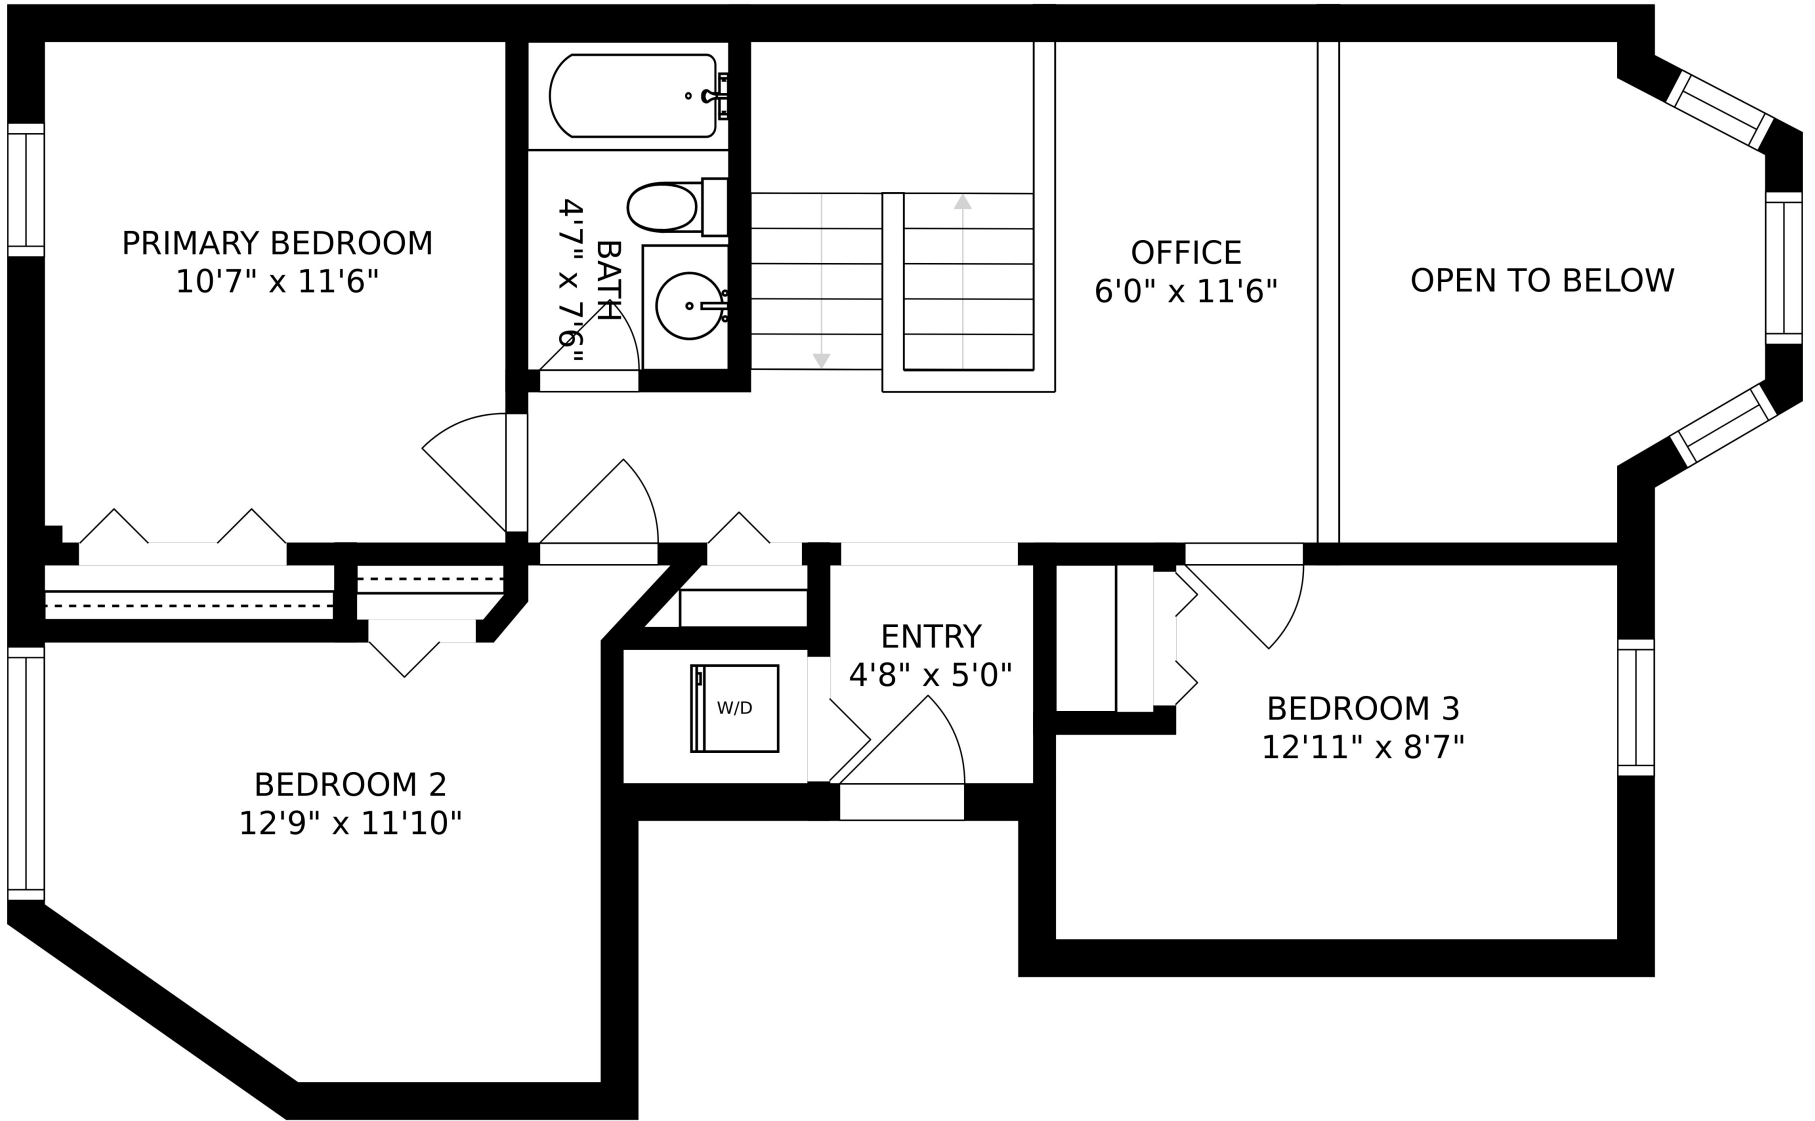 PRIMARY BEDROOM
10'7" x 11'6"
BATH
4'7" x 7'6"
OFFICE
6'0" x 11'6"
OPEN TO BELOW
ENTRY
4'8" x 5'0"
W/D
BEDROOM 3
12'11" x 8'7"
BEDROOM 2
12'9" x 11'10"